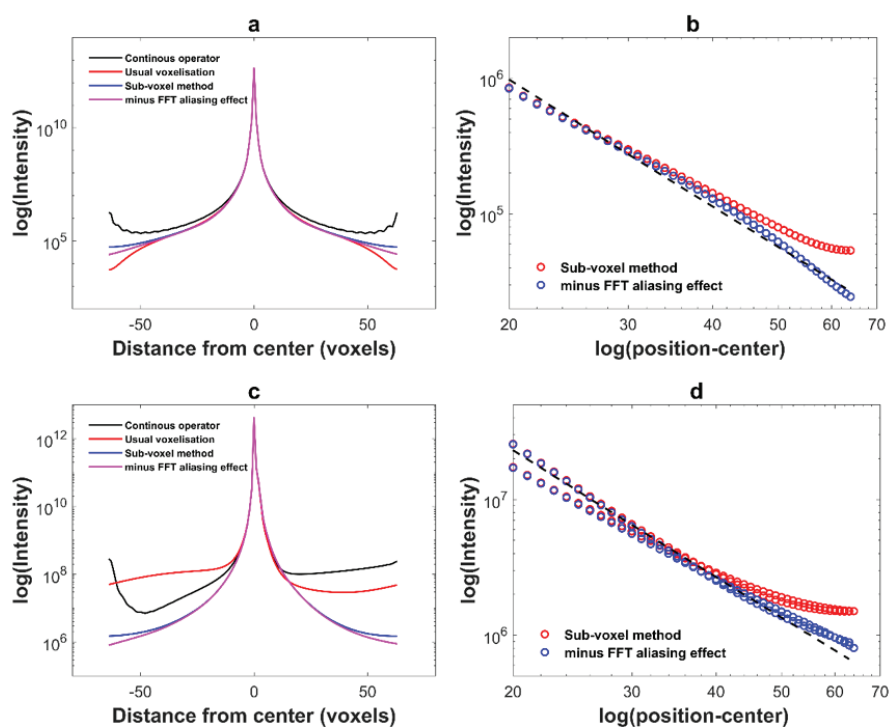 a
Continous operator
Usual voxelisation
Sub-voxel method
minus FFT aliasing effect
10^10
10^5
log(Intensity)
-50 0 50
Distance from center (voxels)
b
10^6
10^5
log(Intensity)
Sub-voxel method
minus FFT aliasing effect
20 30 40 50 60 70
log(position-center)
c
Continous operator
Usual voxelisation
Sub-voxel method
minus FFT aliasing effect
10^12
10^10
10^8
10^6
log(Intensity)
-50 0 50
Distance from center (voxels)
d
10^7
10^6
log(Intensity)
Sub-voxel method
minus FFT aliasing effect
20 30 40 50 60 70
log(position-center)